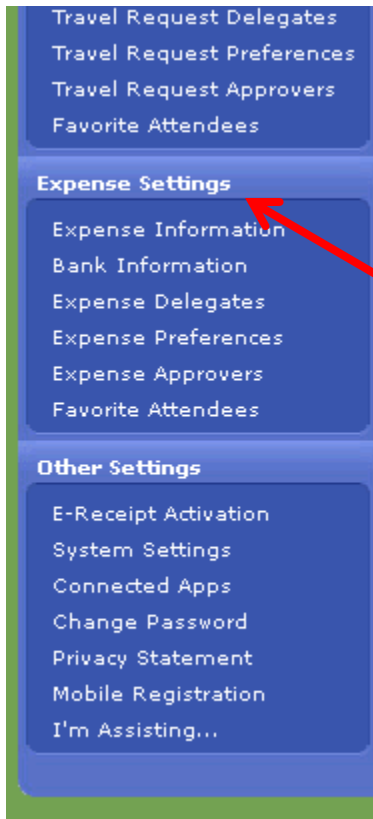 Travel Request Delegates
Travel Request Preferences
Travel Request Approvers
Favorite Attendees
Expense Settings
Expense Information
Bank Information
Expense Delegates
Expense Preferences
Expense Approvers
Favorite Attendees
Other Settings
E-Receipt Activation
System Settings
Connected Apps
Change Password
Privacy Statement
Mobile Registration
I'm Assisting...